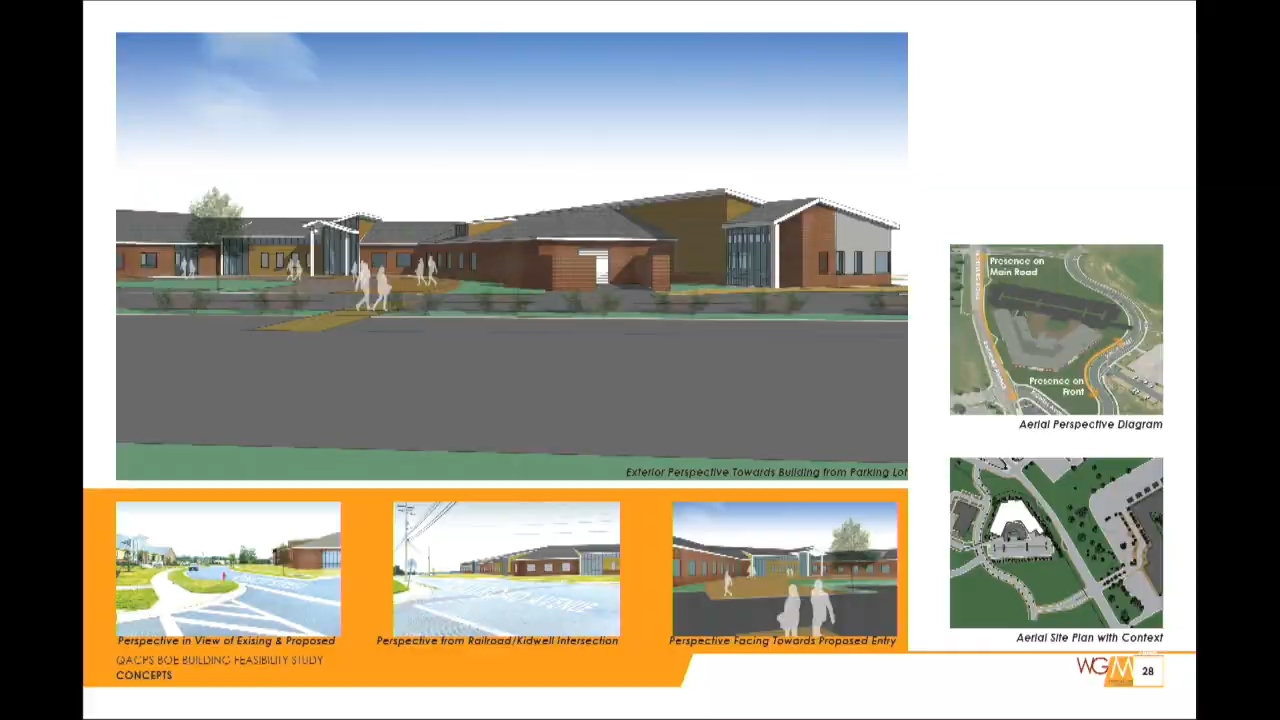 Exterior Perspective Towards Building from Parking Lot
Presence on
Main Road
Presence on
Front
Aerial Perspective Diagram
Aerial Site Plan with Context
Perspective in View of Exising & Proposed
Perspective from Railroad/Kidwell Intersection
Perspective Facing Towards Proposed Entry
QACPS BOE BUILDING FEASIBILITY STUDY
CONCEPTS
WGM
28